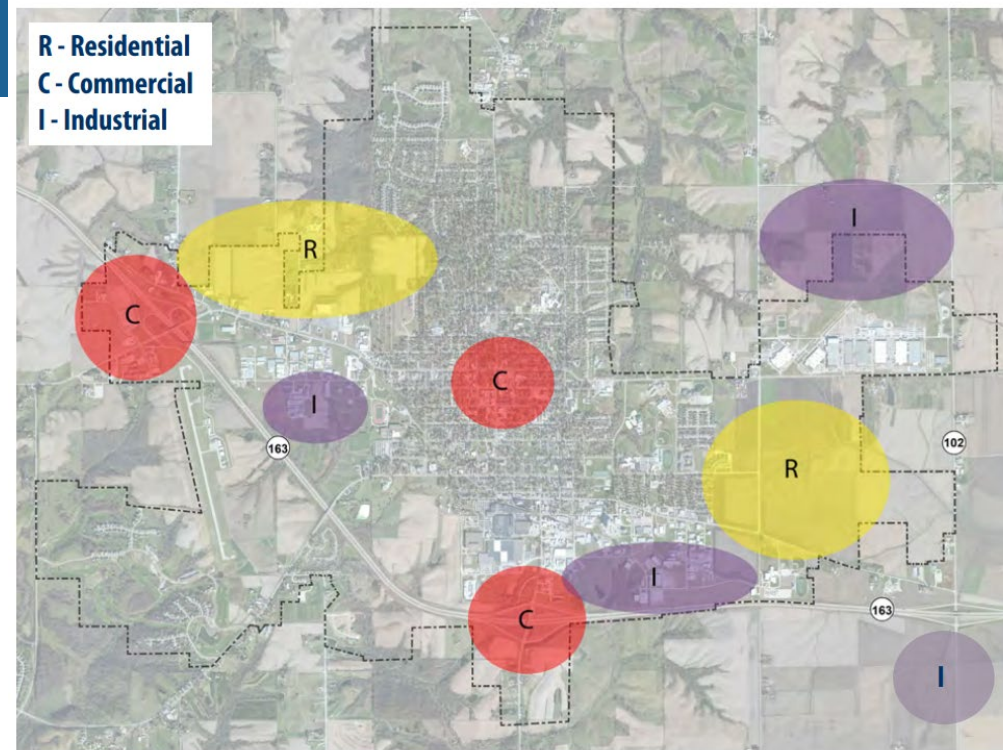 R - Residential
C - Commercial
I - Industrial
I
R
C
C
I
163
102
R
I
163
C
I